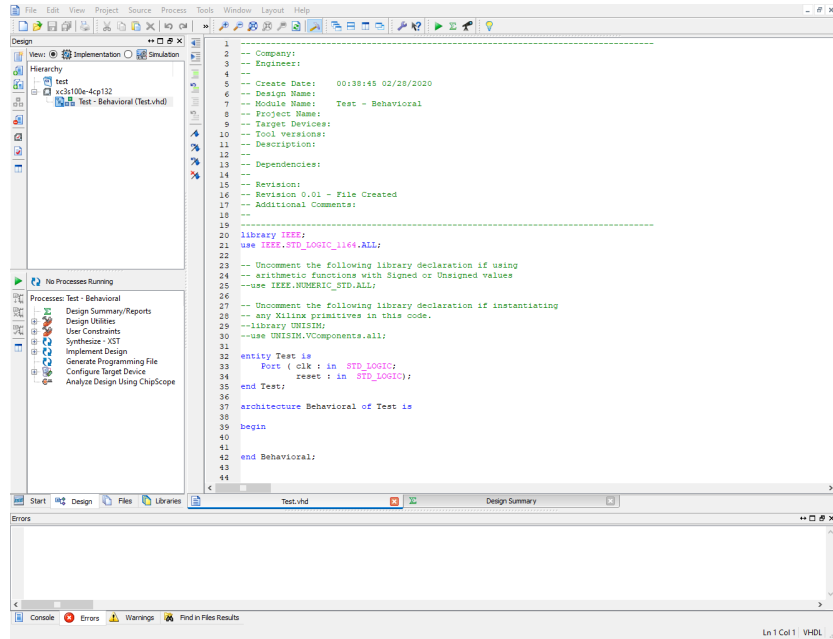 File Edit View Project Source Process Tools Window Layout Help
Design
View: Implementation Simulation
Hierarchy
test
xc3s100e-4cp132
Test - Behavioral (Test.vhd)
No Processes Running
Processes: Test - Behavioral
Design Summary/Reports
Design Utilities
User Constraints
Synthesize - XST
Implement Design
Generate Programming File
Configure Target Device
Analyze Design Using ChipScope
Start Design Files Libraries
1 --------------------------------------------------------------------------------
2 -- Company:
3 -- Engineer:
4 --
5 -- Create Date:    00:38:45 02/28/2020
6 -- Design Name:
7 -- Module Name:    Test - Behavioral
8 -- Project Name:
9 -- Target Devices:
10 -- Tool versions:
11 -- Description:
12 --
13 -- Dependencies:
14 --
15 -- Revision:
16 -- Revision 0.01 - File Created
17 -- Additional Comments:
18 --
19 --------------------------------------------------------------------------------
20 library IEEE;
21 use IEEE.STD_LOGIC_1164.ALL;
22
23 -- Uncomment the following library declaration if using
24 -- arithmetic functions with Signed or Unsigned values
25 --use IEEE.NUMERIC_STD.ALL;
26
27 -- Uncomment the following library declaration if instantiating
28 -- any Xilinx primitives in this code.
29 --library UNISIM;
30 --use UNISIM.VComponents.all;
31
32 entity Test is
33     Port ( clk : in  STD_LOGIC;
34            reset : in  STD_LOGIC);
35 end Test;
36
37 architecture Behavioral of Test is
38
39 begin
40
41
42 end Behavioral;
43
44
Test.vhd Design Summary
Errors
Console Errors Warnings Find in Files Results
Ln 1 Col 1 VHDL